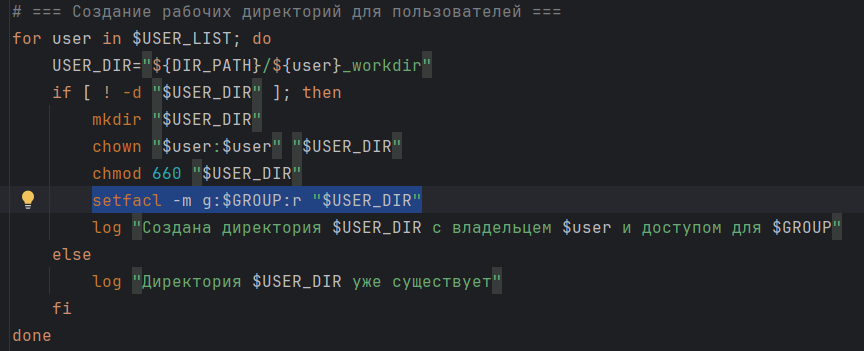 # === Создание рабочих директорий для пользователей ===
for user in $USER_LIST; do
    USER_DIR="${DIR_PATH}/${user}_workdir"
    if [ ! -d "$USER_DIR" ]; then
        mkdir "$USER_DIR"
        chown "$user:$user" "$USER_DIR"
        chmod 660 "$USER_DIR"
        setfacl -m g:$GROUP:r "$USER_DIR"
        log "Создана директория $USER_DIR с владельцем $user и доступом для $GROUP"
    else
        log "Директория $USER_DIR уже существует"
    fi
done